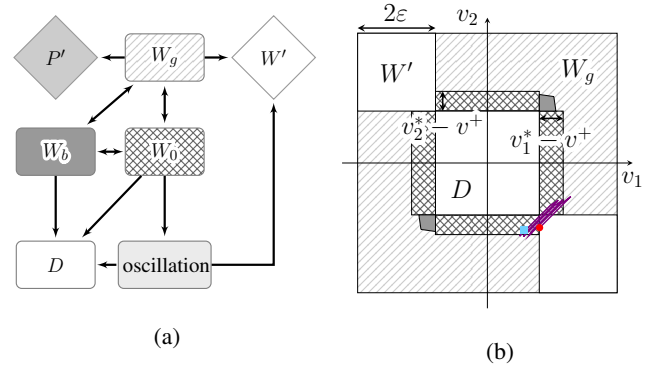 P′ W_g W′
W_b W_0
D oscillation
(a)
2ε v_2
W′ W_g
v_2^* − v^+ v_1^* − v^+
v_1
D
(b)